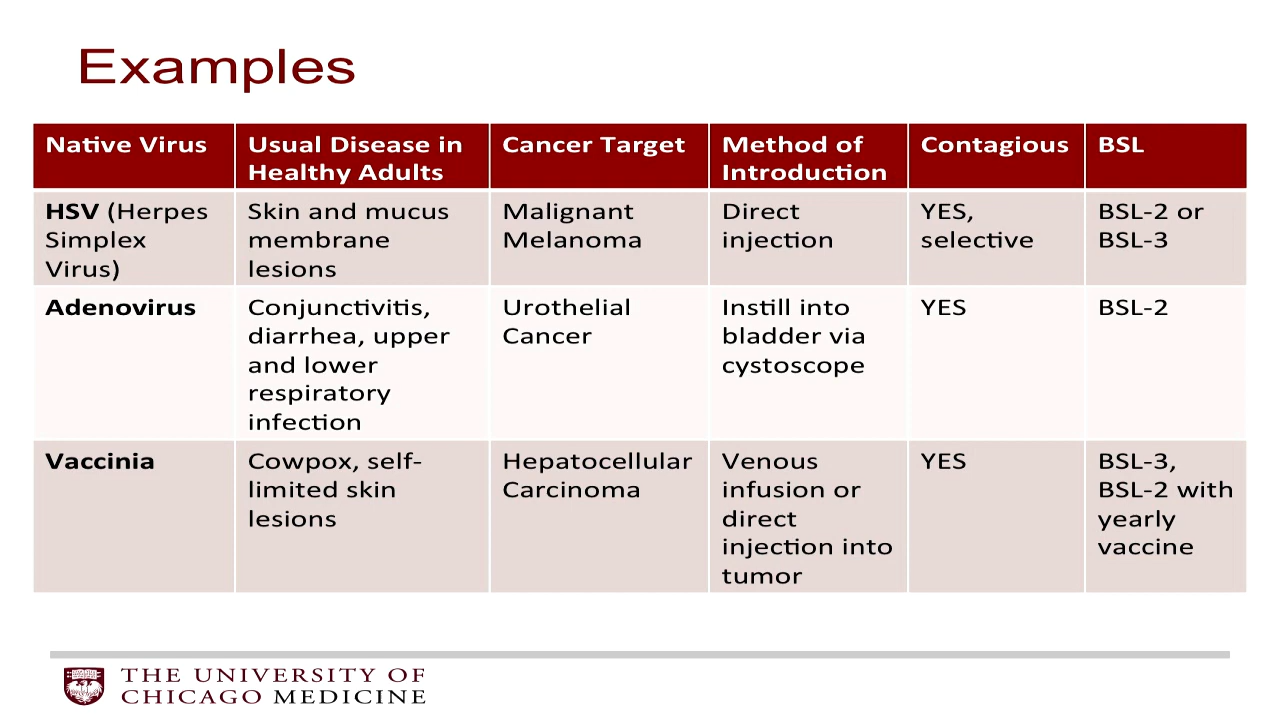 Examples
Native Virus
Usual Disease in
Healthy Adults
Cancer Target
Method of
Introduction
Contagious
BSL
HSV (Herpes
Simplex
Virus)
Skin and mucus
membrane
lesions
Malignant
Melanoma
Direct
injection
YES,
selective
BSL-2 or
BSL-3
Adenovirus
Conjunctivitis,
diarrhea, upper
and lower
respiratory
infection
Urothelial
Cancer
Instill into
bladder via
cystoscope
YES
BSL-2
Vaccinia
Cowpox, self-
limited skin
lesions
Hepatocellular
Carcinoma
Venous
infusion or
direct
injection into
tumor
YES
BSL-3,
BSL-2 with
yearly
vaccine
THE UNIVERSITY OF
CHICAGO MEDICINE